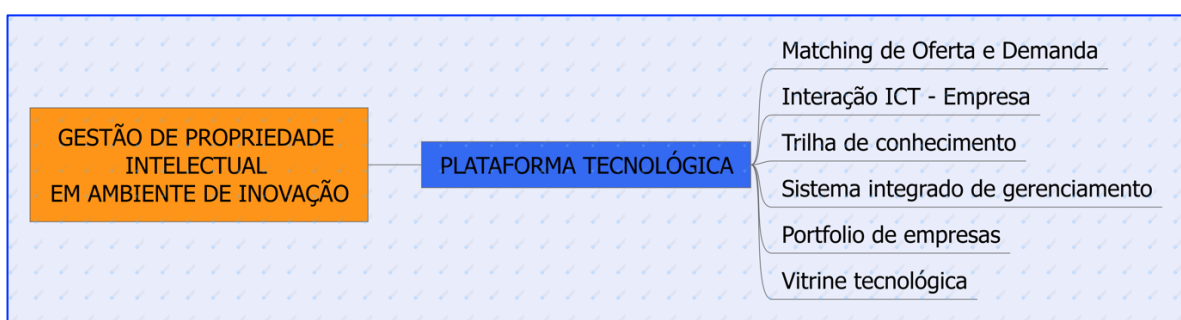 GESTÃO DE PROPRIEDADE
INTELECTUAL
EM AMBIENTE DE INOVAÇÃO
PLATAFORMA TECNOLÓGICA
Matching de Oferta e Demanda
Interação ICT - Empresa
Trilha de conhecimento
Sistema integrado de gerenciamento
Portfolio de empresas
Vitrine tecnológica